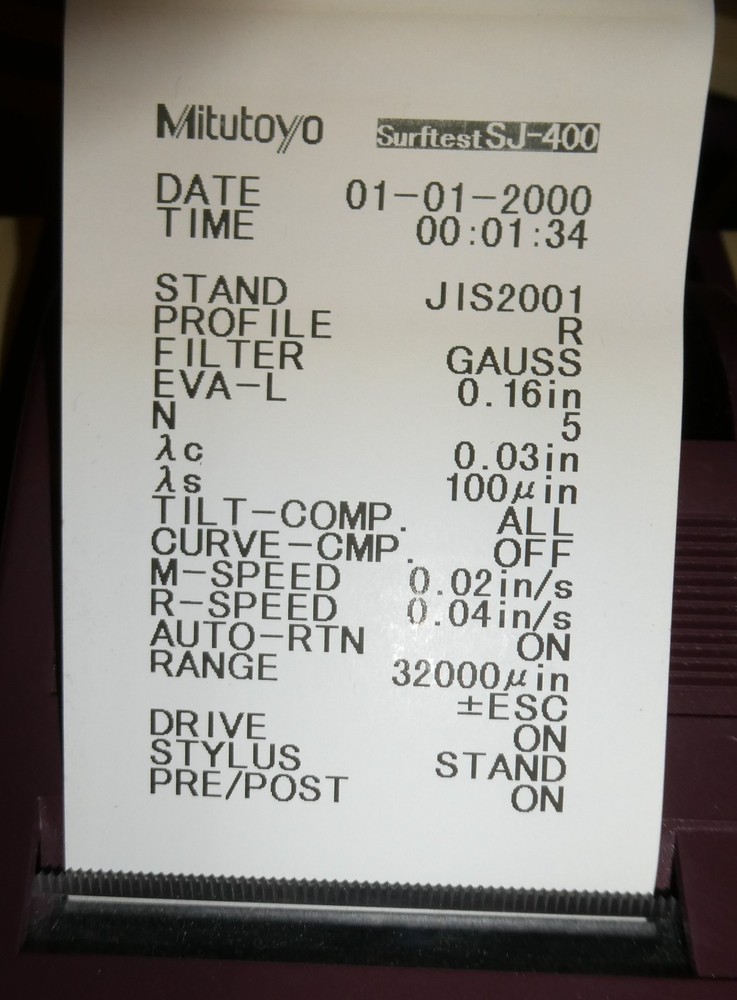 Mitutoyo SurftestSJ-400
DATE 01-01-2000
TIME 00:01:34
STAND JIS2001
PROFILE R
FILTER GAUSS
EVA-L 0.16in
N 5
λc 0.03in
λs 100μin
TILT-COMP. ALL
CURVE-CMP. OFF
M-SPEED 0.02in/s
R-SPEED 0.04in/s
AUTO-RTN ON
RANGE 32000μin
±ESC
DRIVE ON
STYLUS STAND
PRE/POST ON